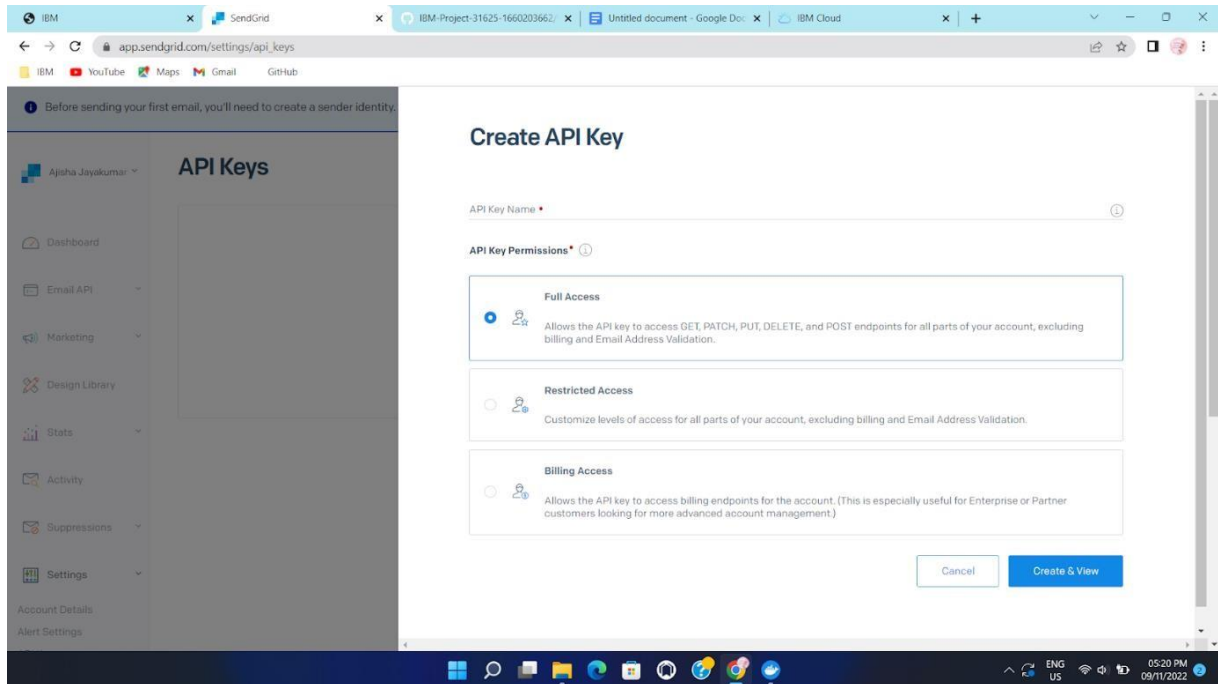 IBM
SendGrid
IBM-Project-31625-1660203662/
Untitled document - Google Doc
IBM Cloud
app.sendgrid.com/settings/api_keys
IBM
YouTube
Maps
Gmail
GitHub
Before sending your first email, you'll need to create a sender identity.
Ajisha Jayakumar
API Keys
Dashboard
Email API
Marketing
Design Library
Stats
Activity
Suppressions
Settings
Account Details
Alert Settings
Create API Key
API Key Name
API Key Permissions*
Full Access
Allows the API key to access GET, PATCH, PUT, DELETE, and POST endpoints for all parts of your account, excluding
billing and Email Address Validation.
Restricted Access
Customize levels of access for all parts of your account, excluding billing and Email Address Validation.
Billing Access
Allows the API key to access billing endpoints for the account. (This is especially useful for Enterprise or Partner
customers looking for more advanced account management.)
Cancel
Create & View
ENG
US
05:20 PM
09/11/2022
2